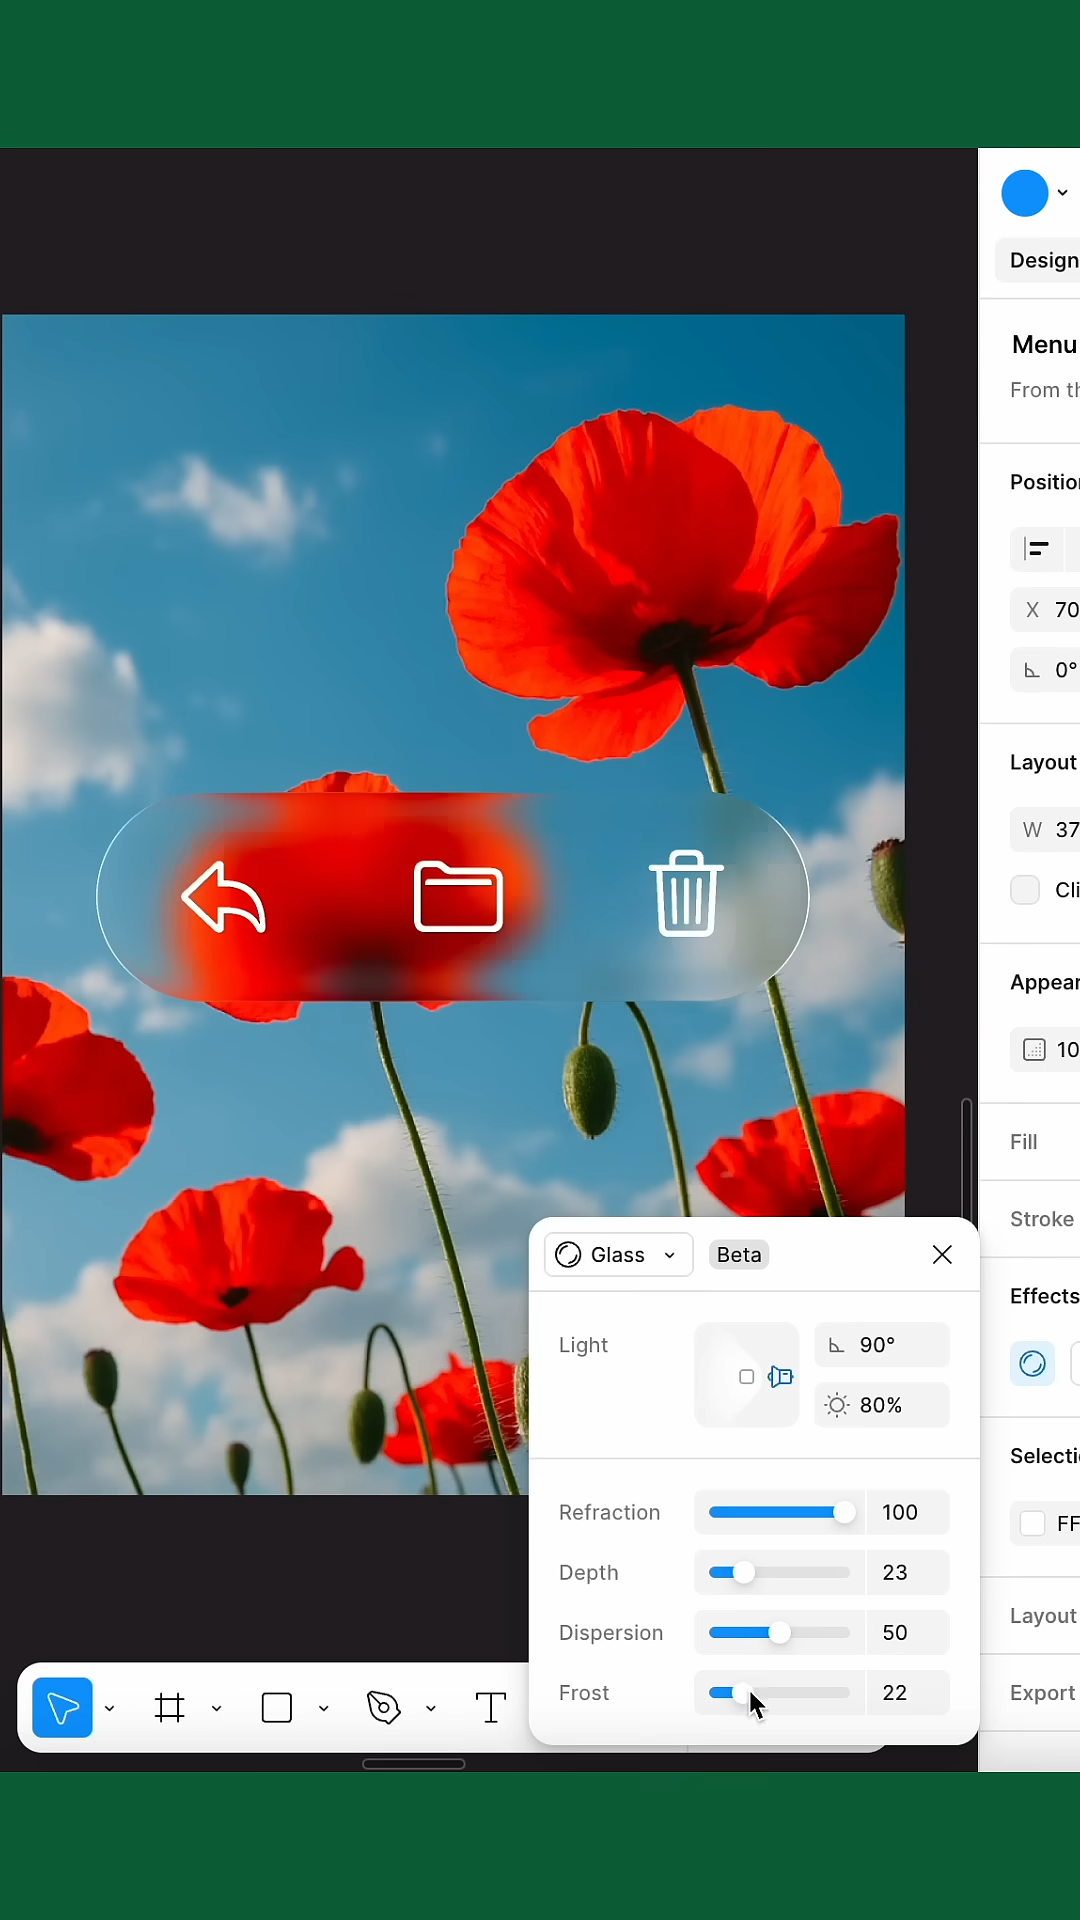 Design
Menu
From th
Position
X 70
0°
Layout
W 37
Cli
Appear
10
Fill
Stroke
Effects
Selecti
FF
Layout
Export
Glass
Beta
Light
90°
80%
Refraction 100
Depth 23
Dispersion 50
Frost 22